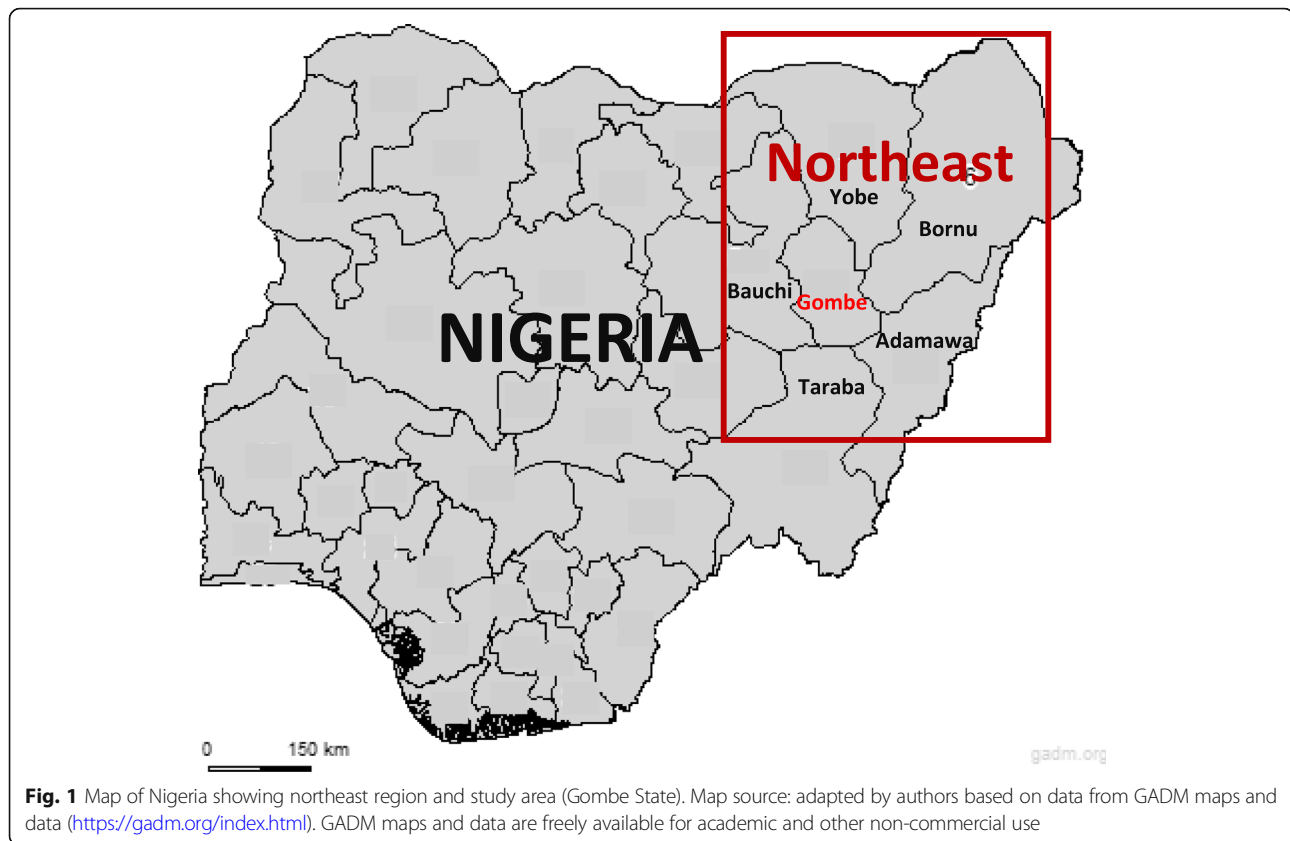 Northeast
Yobe
Bornu
Bauchi
Gombe
NIGERIA
Adamawa
Taraba
0 150 km
gadm.org
Fig. 1 Map of Nigeria showing northeast region and study area (Gombe State). Map source: adapted by authors based on data from GADM maps and
data (https://gadm.org/index.html). GADM maps and data are freely available for academic and other non-commercial use